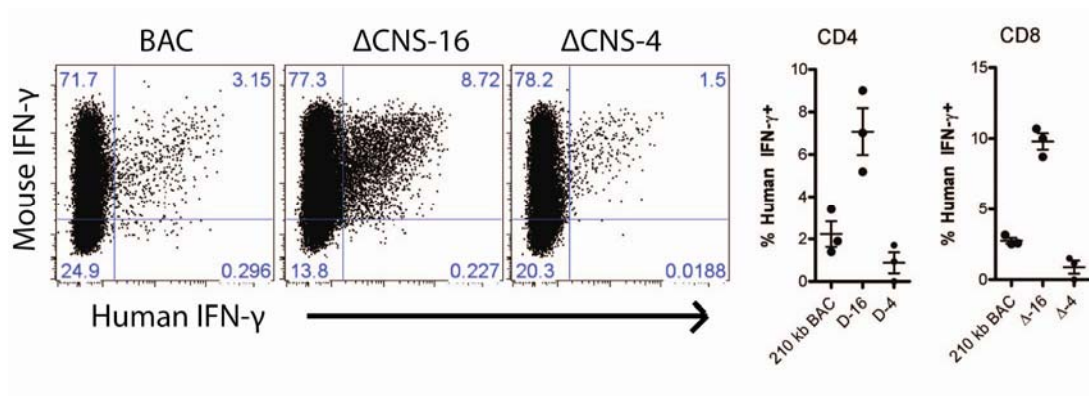 BAC
ΔCNS-16
ΔCNS-4
71.7 3.15
77.3 8.72
78.2 1.5
24.9 0.296
13.8 0.227
20.3 0.0188
Mouse IFN-γ
Human IFN-γ
CD4
% Human IFN-γ+
10
8
6
4
2
0
210 kb BAC
D-16
D-4
CD8
% Human IFN-γ+
15
10
5
0
210 kb BAC
Δ-16
Δ-4